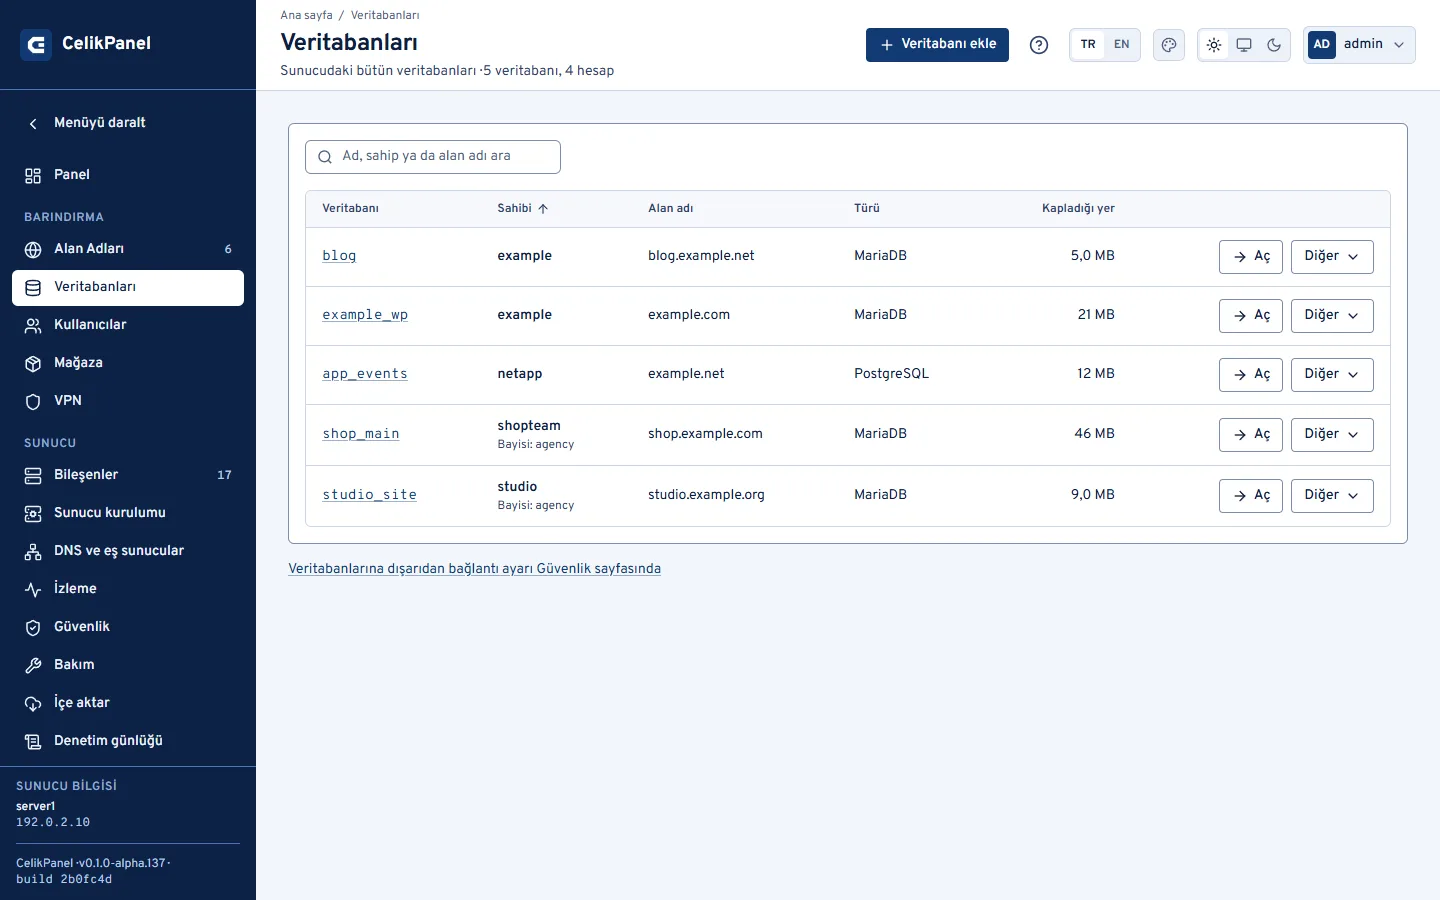 CelikPanel
Menüyü daralt
Panel
BARINDIRMA
Alan Adları 6
Veritabanları
Kullanıcılar
Mağaza
VPN
SUNUCU
Bileşenler 17
Sunucu kurulumu
DNS ve eş sunucular
İzleme
Güvenlik
Bakım
İçe aktar
Denetim günlüğü
SUNUCU BİLGİSİ
server1
192.0.2.10
CelikPanel ·v0.1.0-alpha.137·
build 2b0fc4d
Ana sayfa / Veritabanları
Veritabanları
Sunucudaki bütün veritabanları ·5 veritabanı, 4 hesap
Veritabanı ekle
TR EN
AD admin
Ad, sahip ya da alan adı ara
Veritabanı Sahibi Alan adı Türü Kapladığı yer
blog example blog.example.net MariaDB 5,0 MB Aç Diğer
example_wp example example.com MariaDB 21 MB Aç Diğer
app_events netapp example.net PostgreSQL 12 MB Aç Diğer
shop_main shopteam shop.example.com MariaDB 46 MB Aç Diğer
Bayisi: agency
studio_site studio studio.example.org MariaDB 9,0 MB Aç Diğer
Bayisi: agency
Veritabanlarına dışarıdan bağlantı ayarı Güvenlik sayfasında